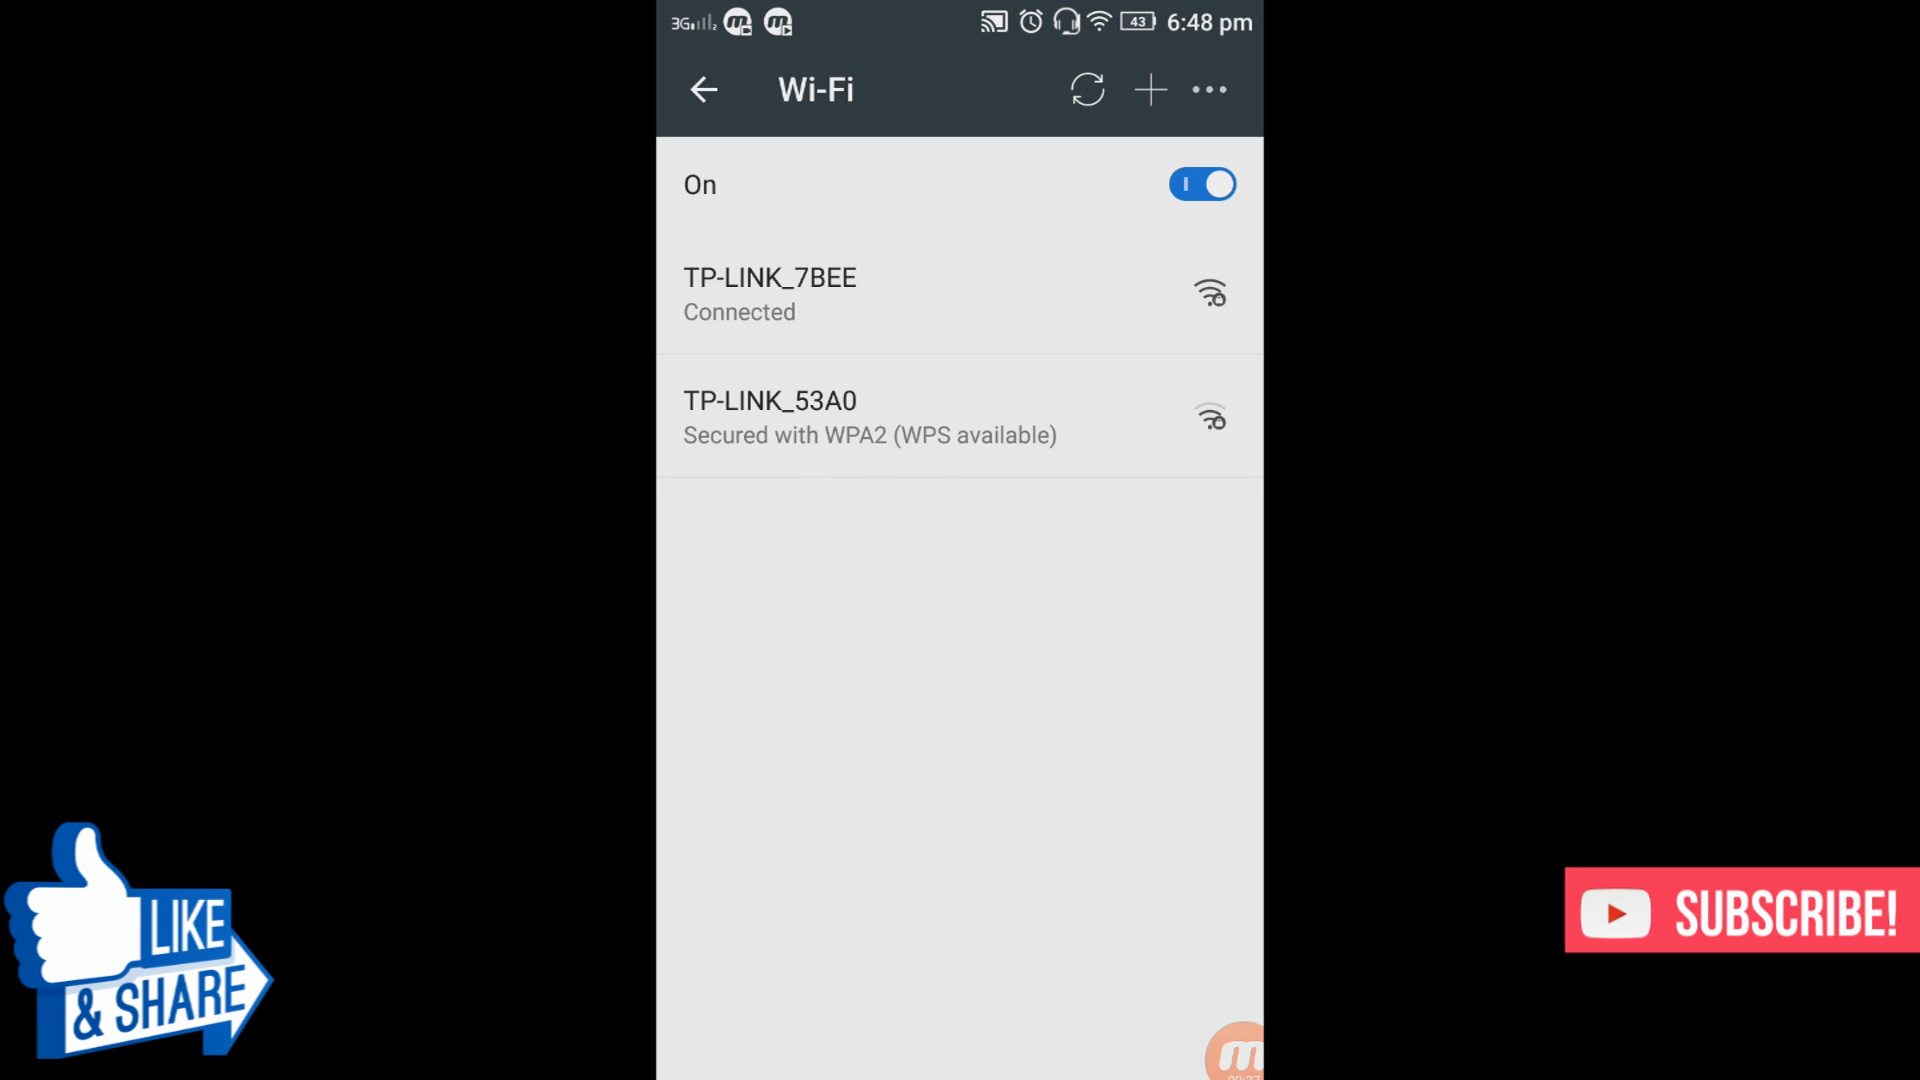 3G 2 43 6:48 pm
Wi-Fi
On
TP-LINK_7BEE
Connected
TP-LINK_53A0
Secured with WPA2 (WPS available)
LIKE
& SHARE
SUBSCRIBE!